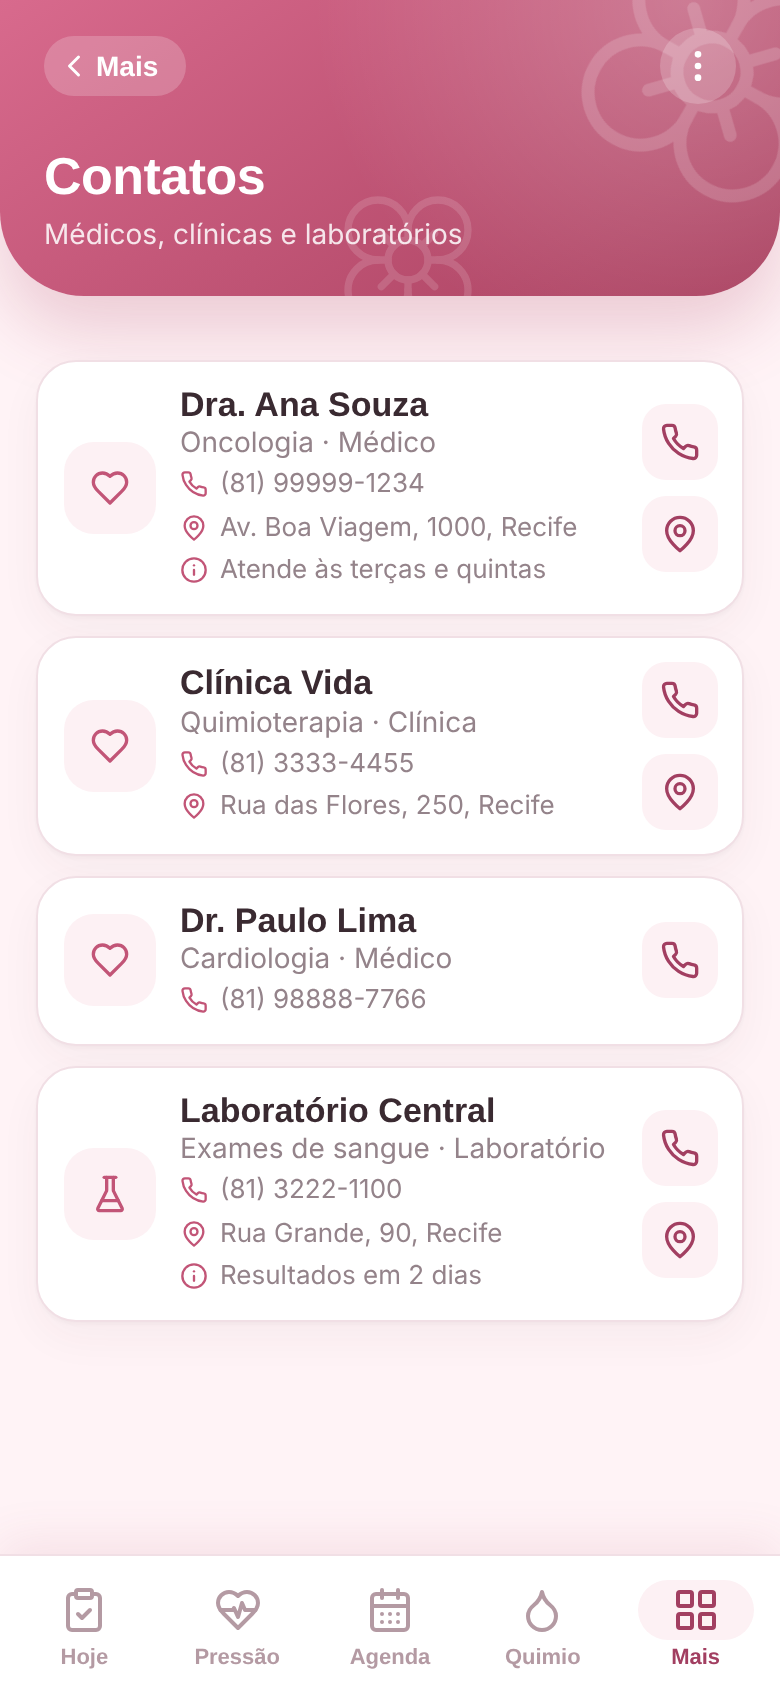 Mais
Contatos
Médicos, clínicas e laboratórios
Dra. Ana Souza
Oncologia · Médico
(81) 99999-1234
Av. Boa Viagem, 1000, Recife
Atende às terças e quintas
Clínica Vida
Quimioterapia · Clínica
(81) 3333-4455
Rua das Flores, 250, Recife
Dr. Paulo Lima
Cardiologia · Médico
(81) 98888-7766
Laboratório Central
Exames de sangue · Laboratório
(81) 3222-1100
Rua Grande, 90, Recife
Resultados em 2 dias
Hoje
Pressão
Agenda
Quimio
Mais